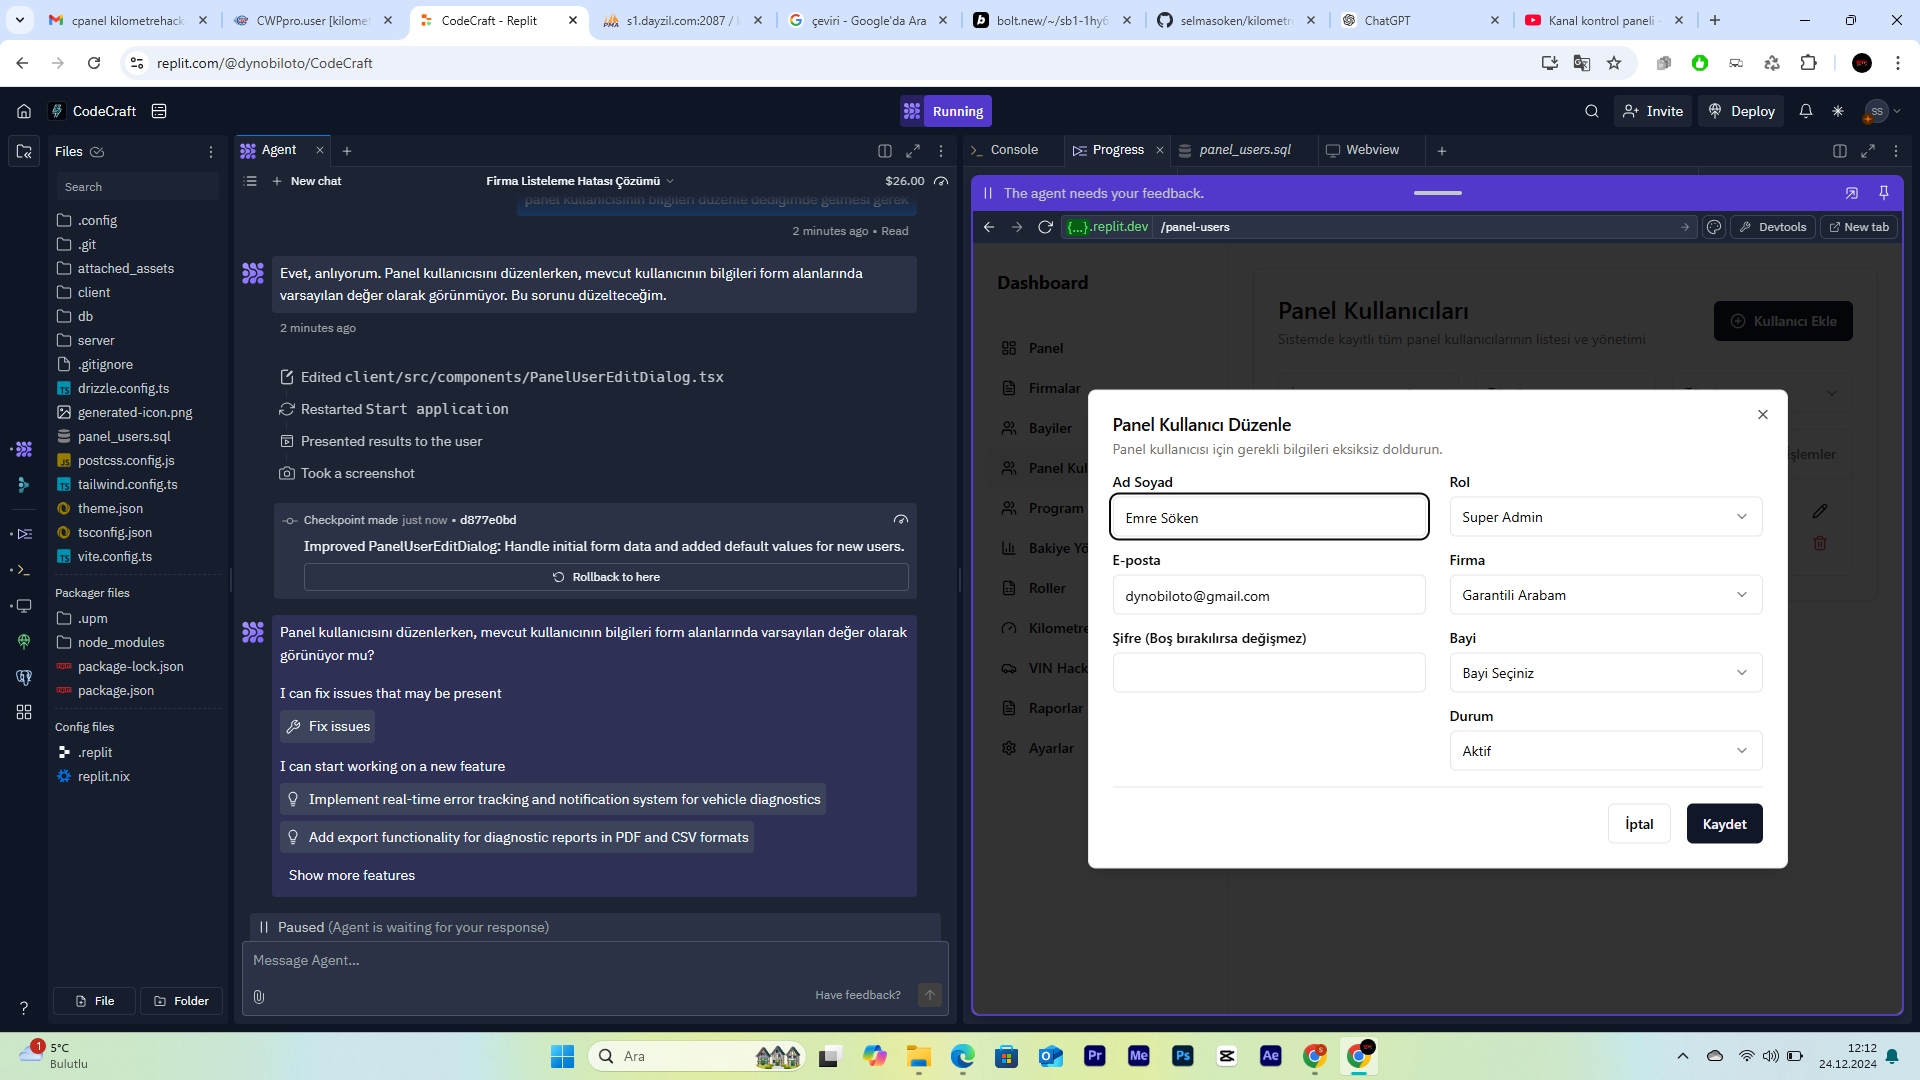 cpanel kilometrehack
CWPpro.user [kilomet
CodeCraft - Replit
s1.dayzil.com:2087 /
çeviri - Google'da Ara
bolt.new/~/sb1-1hy6
selmasoken/kilometre
ChatGPT
Kanal kontrol paneli -
replit.com/@dynobiloto/CodeCraft
CodeCraft
Running
Invite
Deploy
SS
Files
Search
.config
.git
attached_assets
client
db
server
.gitignore
drizzle.config.ts
generated-icon.png
panel_users.sql
postcss.config.js
tailwind.config.ts
theme.json
tsconfig.json
vite.config.ts
Packager files
.upm
node_modules
package-lock.json
package.json
Config files
.replit
replit.nix
File
Folder
Agent
New chat
Firma Listeleme Hatası Çözümü
$26.00
panel kullanıcısının bilgileri düzenle dediğimde gelmesi gerek
2 minutes ago • Read
Evet, anlıyorum. Panel kullanıcısını düzenlerken, mevcut kullanıcının bilgileri form alanlarında
varsayılan değer olarak görünmüyor. Bu sorunu düzelteceğim.
2 minutes ago
Edited client/src/components/PanelUserEditDialog.tsx
Restarted Start application
Presented results to the user
Took a screenshot
Checkpoint made just now • d877e0bd
Improved PanelUserEditDialog: Handle initial form data and added default values for new users.
Rollback to here
Panel kullanıcısını düzenlerken, mevcut kullanıcının bilgileri form alanlarında varsayılan değer olarak
görünüyor mu?
I can fix issues that may be present
Fix issues
I can start working on a new feature
Implement real-time error tracking and notification system for vehicle diagnostics
Add export functionality for diagnostic reports in PDF and CSV formats
Show more features
Paused (Agent is waiting for your response)
Message Agent...
Have feedback?
Console
Progress
panel_users.sql
Webview
The agent needs your feedback.
{...}.replit.dev
/panel-users
Devtools
New tab
Dashboard
Panel
Firmalar
Bayiler
Panel Kul
Program
Bakiye Yö
Roller
Kilometre
VIN Hack
Raporlar
Ayarlar
Panel Kullanıcıları
Sistemde kayıtlı tüm panel kullanıcılarının listesi ve yönetimi
Kullanıcı Ekle
İşlemler
Panel Kullanıcı Düzenle
Panel kullanıcısı için gerekli bilgileri eksiksiz doldurun.
Ad Soyad
Emre Söken
Rol
Super Admin
E-posta
dynobiloto@gmail.com
Firma
Garantili Arabam
Şifre (Boş bırakılırsa değişmez)
Bayi
Bayi Seçiniz
Durum
Aktif
İptal
Kaydet
1
5°C
Bulutlu
Ara
Pr
Me
Ps
Ae
12:12
24.12.2024